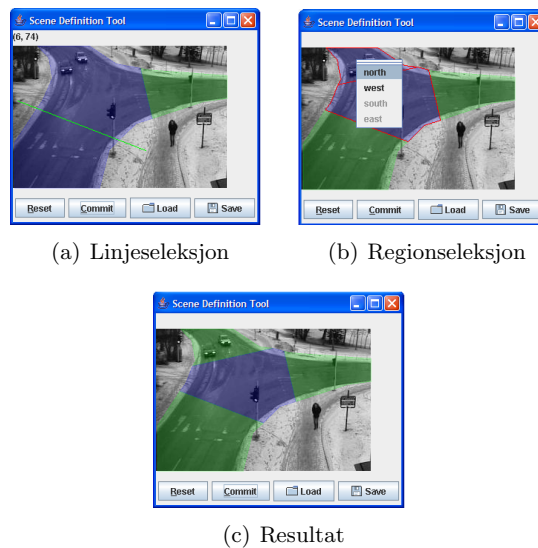 Scene Definition Tool
(6, 74)
Reset Commit Load Save
(a) Linjeseleksjon
Scene Definition Tool
north
west
south
east
Reset Commit Load Save
(b) Regionseleksjon
Scene Definition Tool
Reset Commit Load Save
(c) Resultat